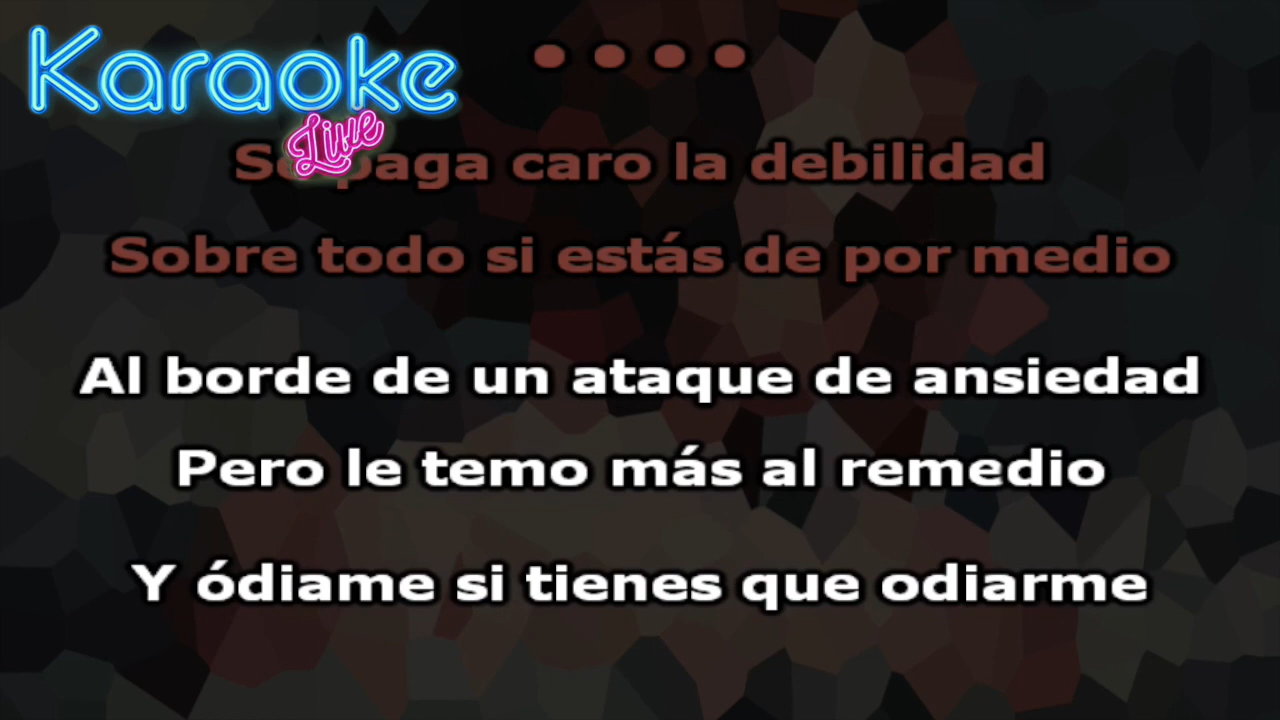 Karaoke
Live
Se paga caro la debilidad
Sobre todo si estás de por medio
Al borde de un ataque de ansiedad
Pero le temo más al remedio
Y ódiame si tienes que odiarme